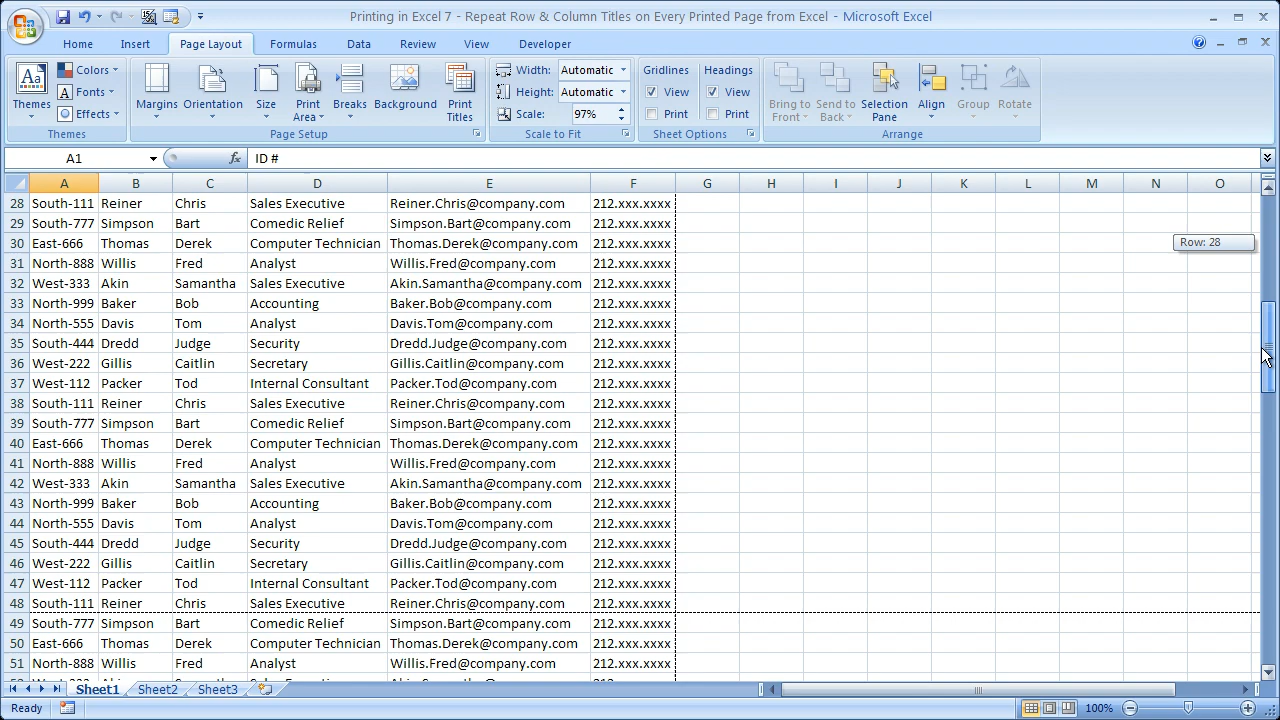 Printing in Excel 7 - Repeat Row & Column Titles on Every Printed Page from Excel - Microsoft Excel
Home Insert Page Layout Formulas Data Review View Developer
Themes Colors Fonts Effects Margins Orientation Size Print Area Breaks Background Print Titles Width: Automatic Height: Automatic Scale: 97% Gridlines View Print Headings View Print Bring to Front Send to Back Selection Pane Align Group Rotate
Themes Page Setup Scale to Fit Sheet Options Arrange
A1 fx ID #
A B C D E F G H I J K L M N O
28 South-111 Reiner Chris Sales Executive Reiner.Chris@company.com 212.xxx.xxxx
29 South-777 Simpson Bart Comedic Relief Simpson.Bart@company.com 212.xxx.xxxx
30 East-666 Thomas Derek Computer Technician Thomas.Derek@company.com 212.xxx.xxxx
Row: 28
31 North-888 Willis Fred Analyst Willis.Fred@company.com 212.xxx.xxxx
32 West-333 Akin Samantha Sales Executive Akin.Samantha@company.com 212.xxx.xxxx
33 North-999 Baker Bob Accounting Baker.Bob@company.com 212.xxx.xxxx
34 North-555 Davis Tom Analyst Davis.Tom@company.com 212.xxx.xxxx
35 South-444 Dredd Judge Security Dredd.Judge@company.com 212.xxx.xxxx
36 West-222 Gillis Caitlin Secretary Gillis.Caitlin@company.com 212.xxx.xxxx
37 West-112 Packer Tod Internal Consultant Packer.Tod@company.com 212.xxx.xxxx
38 South-111 Reiner Chris Sales Executive Reiner.Chris@company.com 212.xxx.xxxx
39 South-777 Simpson Bart Comedic Relief Simpson.Bart@company.com 212.xxx.xxxx
40 East-666 Thomas Derek Computer Technician Thomas.Derek@company.com 212.xxx.xxxx
41 North-888 Willis Fred Analyst Willis.Fred@company.com 212.xxx.xxxx
42 West-333 Akin Samantha Sales Executive Akin.Samantha@company.com 212.xxx.xxxx
43 North-999 Baker Bob Accounting Baker.Bob@company.com 212.xxx.xxxx
44 North-555 Davis Tom Analyst Davis.Tom@company.com 212.xxx.xxxx
45 South-444 Dredd Judge Security Dredd.Judge@company.com 212.xxx.xxxx
46 West-222 Gillis Caitlin Secretary Gillis.Caitlin@company.com 212.xxx.xxxx
47 West-112 Packer Tod Internal Consultant Packer.Tod@company.com 212.xxx.xxxx
48 South-111 Reiner Chris Sales Executive Reiner.Chris@company.com 212.xxx.xxxx
49 South-777 Simpson Bart Comedic Relief Simpson.Bart@company.com 212.xxx.xxxx
50 East-666 Thomas Derek Computer Technician Thomas.Derek@company.com 212.xxx.xxxx
51 North-888 Willis Fred Analyst Willis.Fred@company.com 212.xxx.xxxx
Sheet1 Sheet2 Sheet3
Ready 100%